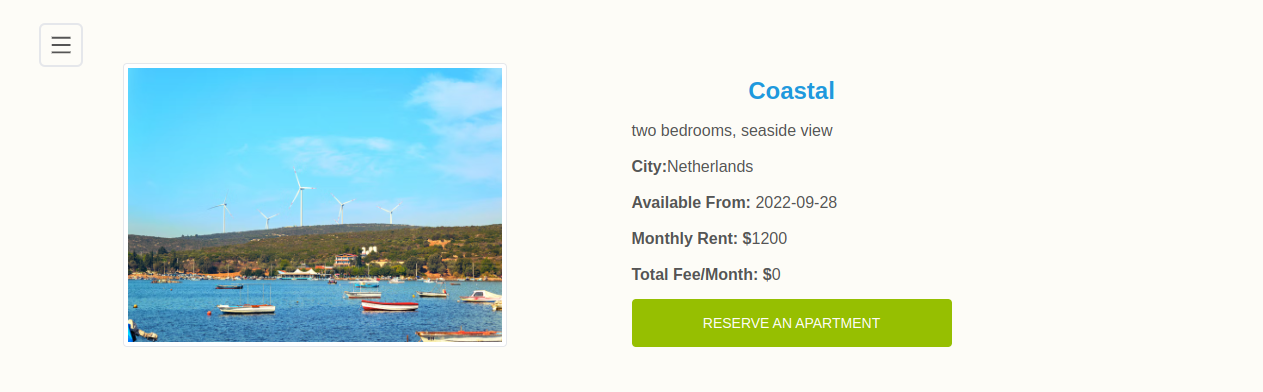 Coastal
two bedrooms, seaside view
City:Netherlands
Available From: 2022-09-28
Monthly Rent: $1200
Total Fee/Month: $0
RESERVE AN APARTMENT